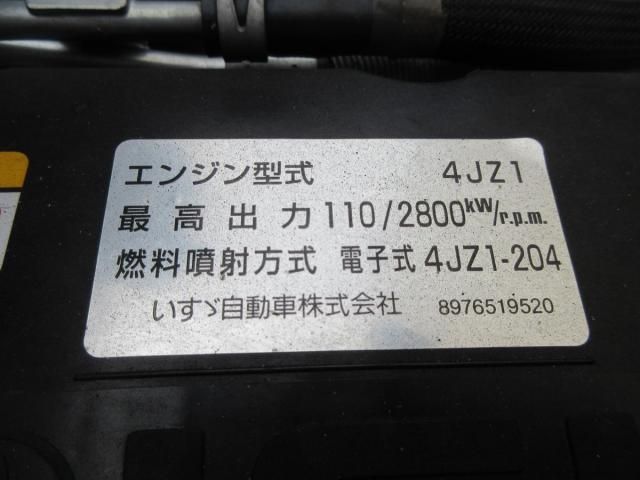 エンジン型式 4JZ1
最高出力 110/2800kW/r.p.m.
燃料噴射方式 電子式 4JZ1-204
いすゞ自動車株式会社 8976519520